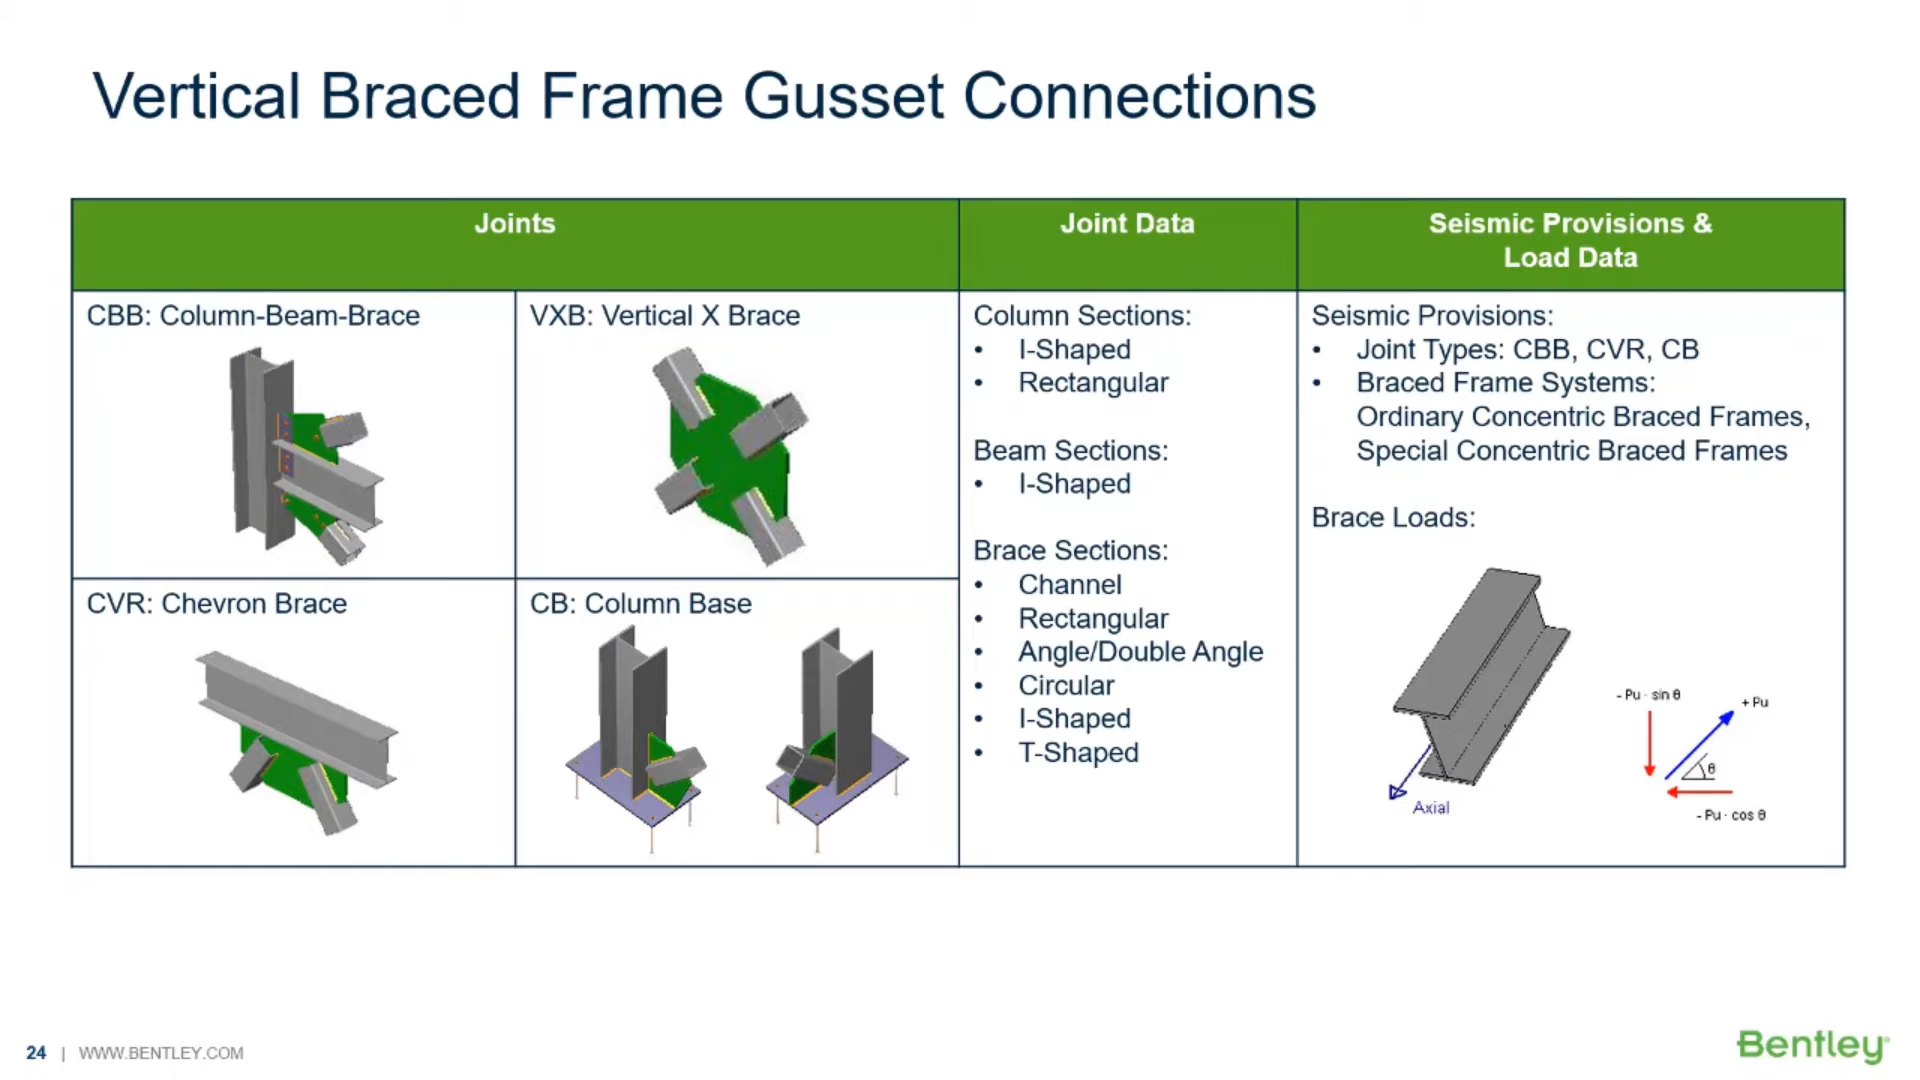 Vertical Braced Frame Gusset Connections
Joints
Joint Data
Seismic Provisions &
Load Data
CBB: Column-Beam-Brace
VXB: Vertical X Brace
CVR: Chevron Brace
CB: Column Base
Column Sections:
• I-Shaped
• Rectangular
Beam Sections:
• I-Shaped
Brace Sections:
• Channel
• Rectangular
• Angle/Double Angle
• Circular
• I-Shaped
• T-Shaped
Seismic Provisions:
• Joint Types: CBB, CVR, CB
• Braced Frame Systems:
Ordinary Concentric Braced Frames,
Special Concentric Braced Frames
Brace Loads:
- Pu · sin θ
+ Pu
θ
Axial
- Pu · cos θ
24 | WWW.BENTLEY.COM
Bentley